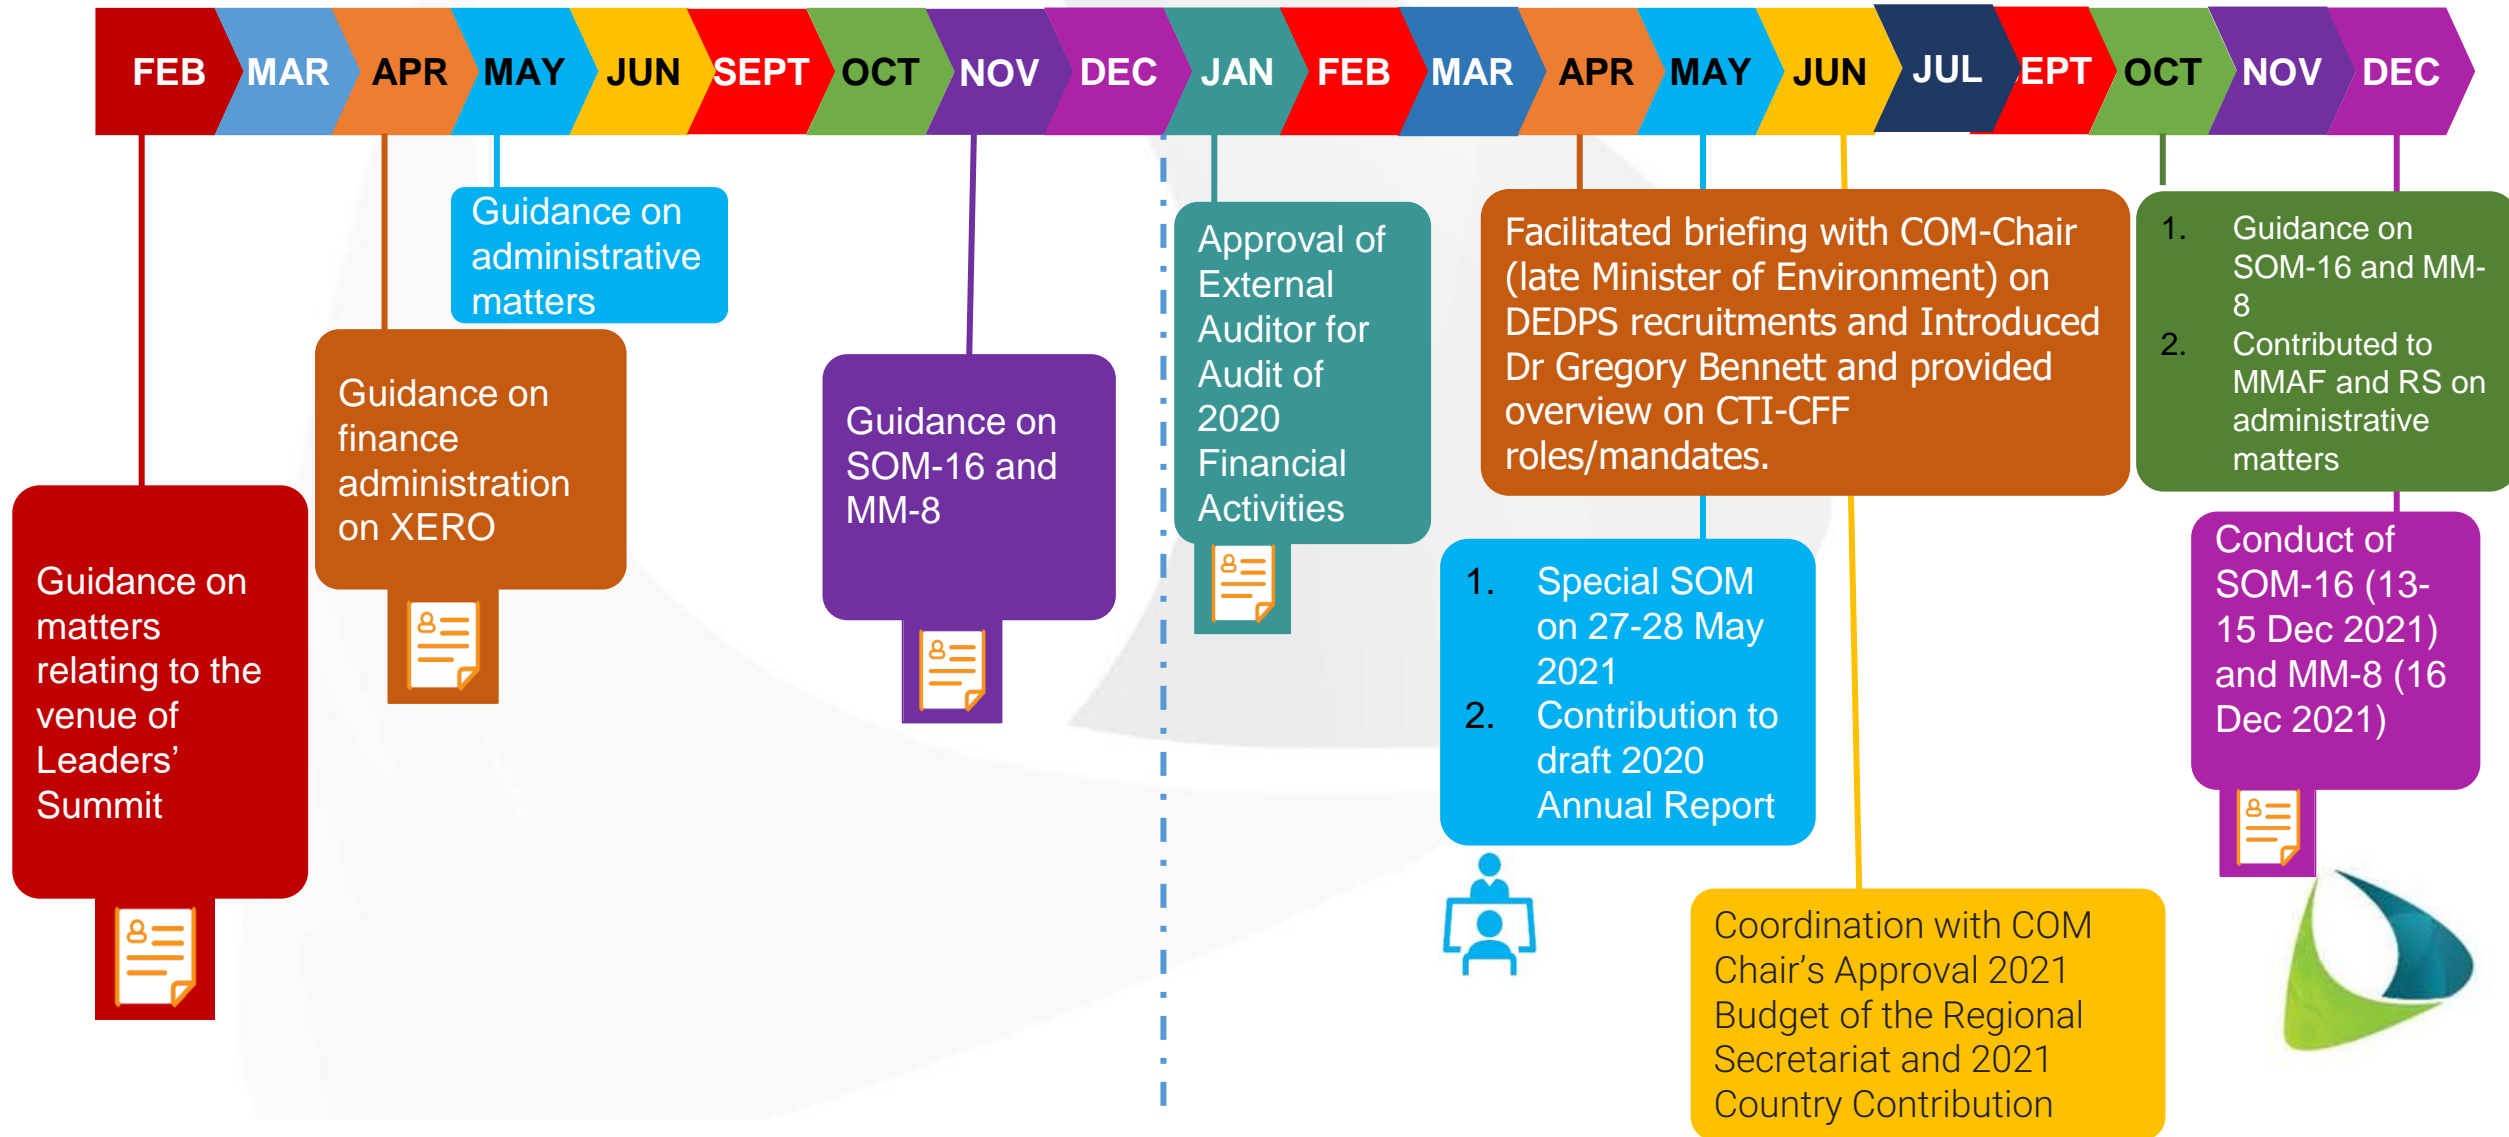 FEB MAR APR MAY JUN SEPT OCT NOV DEC JAN FEB MAR APR MAY JUN JUL EPT OCT NOV DEC
Guidance on
matters
relating to the
venue of
Leaders’
Summit
Guidance on
finance
administration
on XERO
Guidance on
administrative
matters
Guidance on
SOM-16 and
MM-8
Approval of
External
Auditor for
Audit of
2020
Financial
Activities
Facilitated briefing with COM-Chair
(late Minister of Environment) on
DEDPS recruitments and Introduced
Dr Gregory Bennett and provided
overview on CTI-CFF
roles/mandates.
1. Special SOM
on 27-28 May
2021
2. Contribution to
draft 2020
Annual Report
Coordination with COM
Chair’s Approval 2021
Budget of the Regional
Secretariat and 2021
Country Contribution
1. Guidance on
SOM-16 and MM-
8
2. Contributed to
MMAF and RS on
administrative
matters
Conduct of
SOM-16 (13-
15 Dec 2021)
and MM-8 (16
Dec 2021)